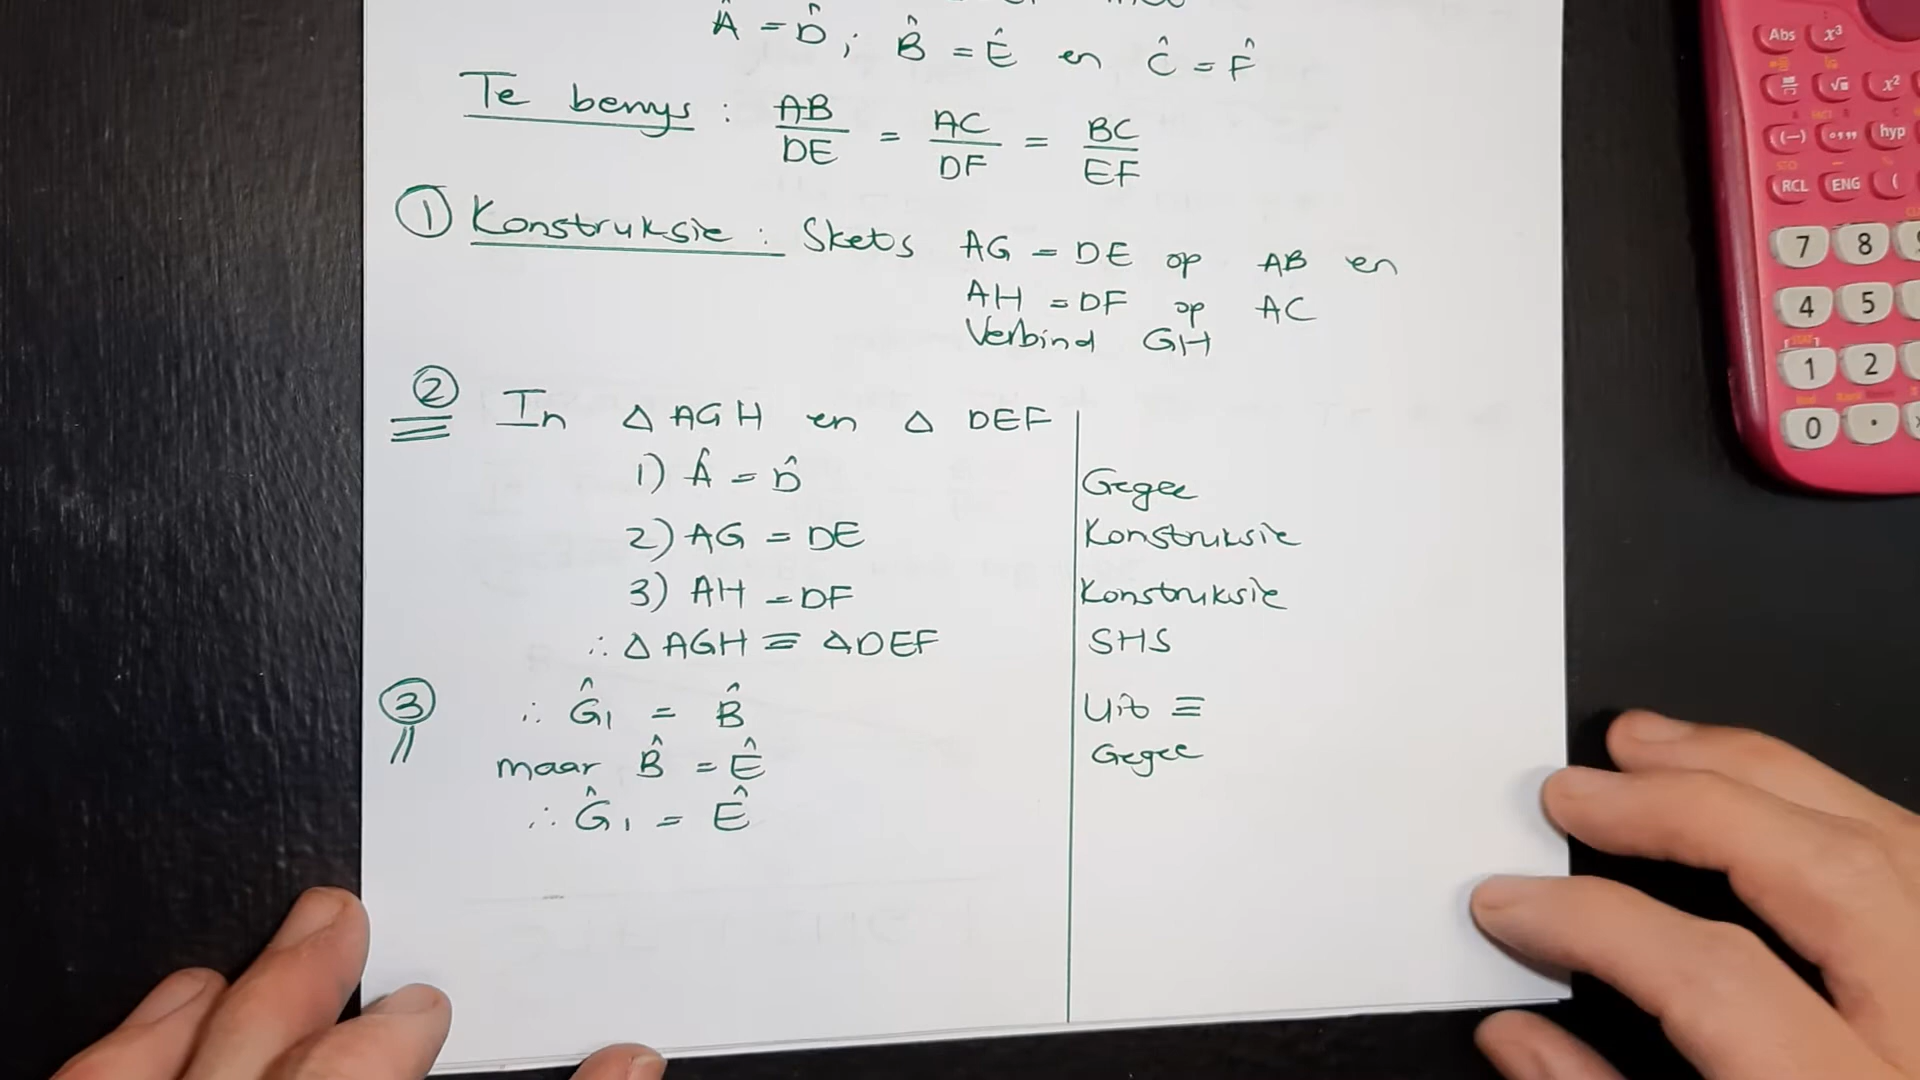 Â = D̂ ; B̂ = Ê en Ĉ = F̂
Te bewys : AB/DE = AC/DF = BC/EF
① Konstruksie : Skets AG = DE op AB en
AH = DF op AC
Verbind GH
② In △ AGH en △ DEF
1) Â = D̂ Gegee
2) AG = DE Konstruksie
3) AH = DF Konstruksie
∴ △ AGH ≡ △DEF SHS
③ ∴ Ĝ₁ = B̂ Uit ≡
maar B̂ = Ê Gegee
∴ Ĝ₁ = Ê
Abs x³
√ x²
(−) °,,, hyp
RCL ENG (
7 8
4 5
1 2
0 .